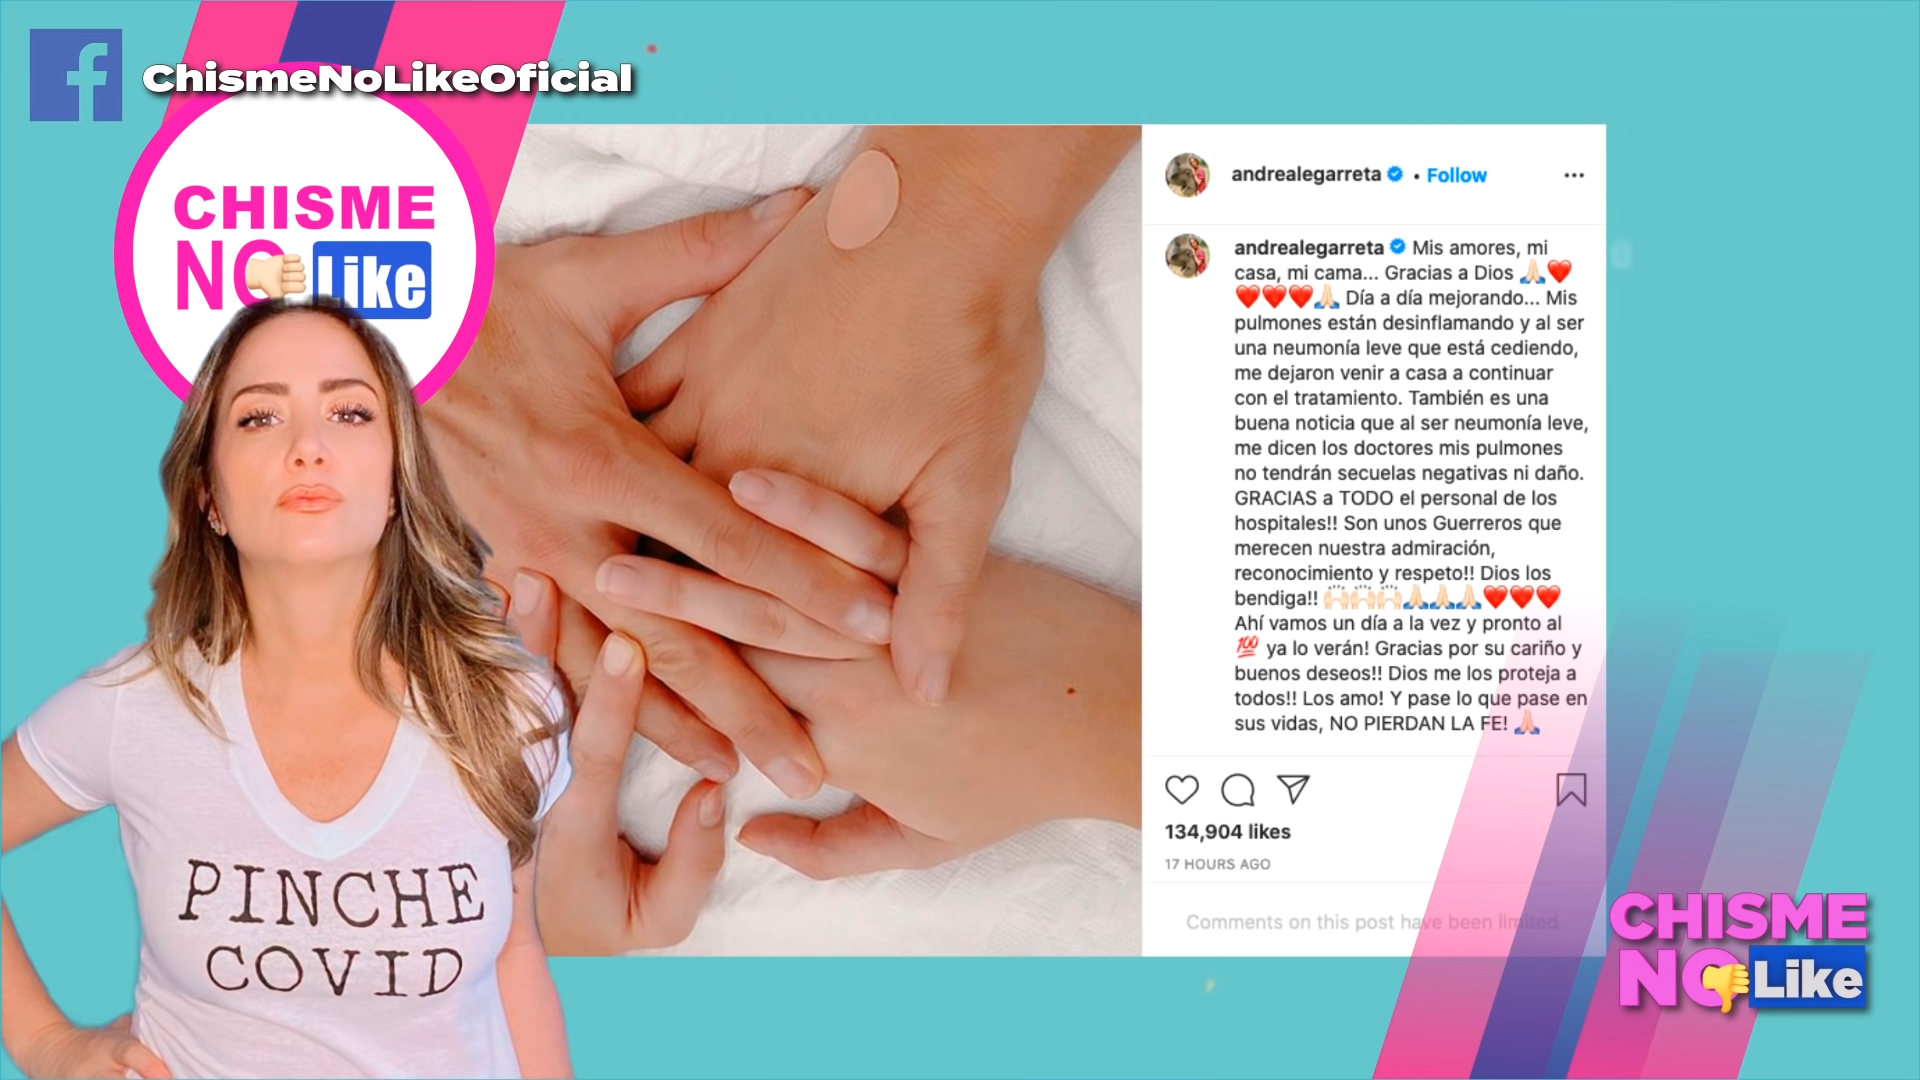 ChismeNoLikeOficial
CHISME
NO Like
PINCHE
COVID
andrealegarreta • Follow
andrealegarreta Mis amores, mi
casa, mi cama... Gracias a Dios 🙏🏻❤️
❤️❤️❤️🙏🏻 Día a día mejorando... Mis
pulmones están desinflamando y al ser
una neumonía leve que está cediendo,
me dejaron venir a casa a continuar
con el tratamiento. También es una
buena noticia que al ser neumonía leve,
me dicen los doctores mis pulmones
no tendrán secuelas negativas ni daño.
GRACIAS a TODO el personal de los
hospitales!! Son unos Guerreros que
merecen nuestra admiración,
reconocimiento y respeto!! Dios los
bendiga!! 🙌🏻🙌🏻🙌🏻🙏🏻🙏🏻🙏🏻❤️❤️❤️
Ahí vamos un día a la vez y pronto al
💯 ya lo verán! Gracias por su cariño y
buenos deseos!! Dios me los proteja a
todos!! Los amo! Y pase lo que pase en
sus vidas, NO PIERDAN LA FE! 🙏🏻
134,904 likes
17 HOURS AGO
Comments on this post have been limited
CHISME
NO Like